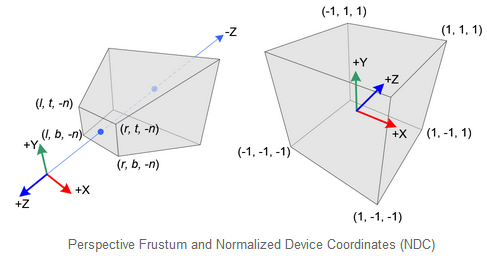 -Z
(l, t, -n)
(l, b, -n)
(r, t, -n)
(r, b, -n)
+Y
+X
+Z
(-1, 1, 1)
(1, 1, 1)
+Y
+Z
+X
(-1, -1, -1)
(1, -1, 1)
(1, -1, -1)
Perspective Frustum and Normalized Device Coordinates (NDC)